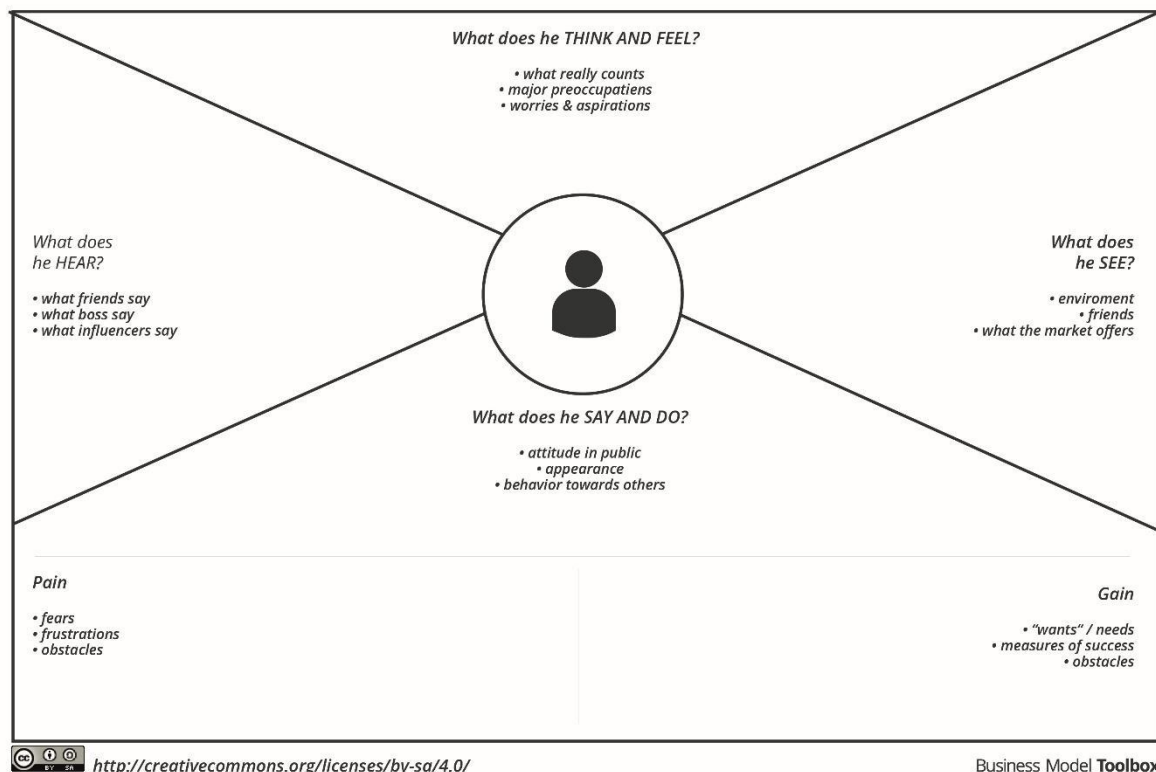 What does he THINK AND FEEL?
• what really counts
• major preoccupatiens
• worries & aspirations
What does
he HEAR?
• what friends say
• what boss say
• what influencers say
What does
he SEE?
• enviroment
• friends
• what the market offers
What does he SAY AND DO?
• attitude in public
• appearance
• behavior towards others
Pain
• fears
• frustrations
• obstacles
Gain
• “wants” / needs
• measures of success
• obstacles
cc BY SA
http://creativecommons.org/licenses/by-sa/4.0/
Business Model Toolbox